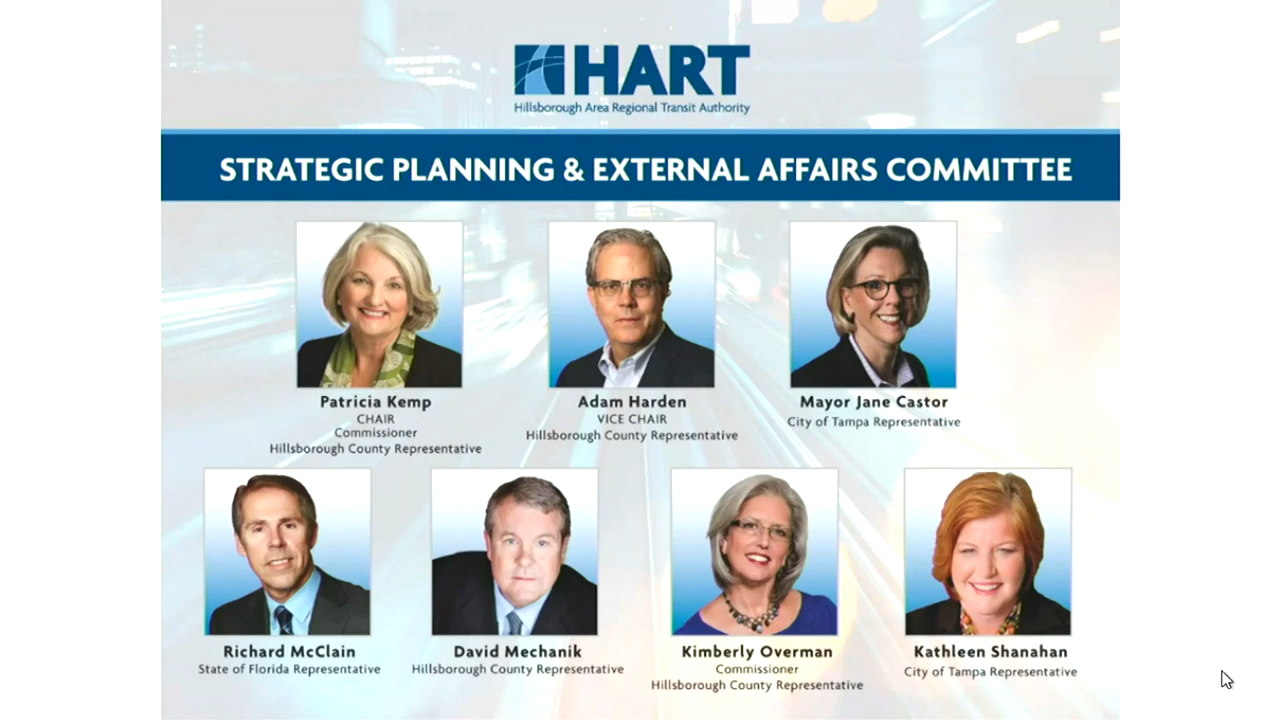 HART
Hillsborough Area Regional Transit Authority
STRATEGIC PLANNING & EXTERNAL AFFAIRS COMMITTEE
Patricia Kemp
CHAIR
Commissioner
Hillsborough County Representative
Adam Harden
VICE CHAIR
Hillsborough County Representative
Mayor Jane Castor
City of Tampa Representative
Richard McClain
State of Florida Representative
David Mechanik
Hillsborough County Representative
Kimberly Overman
Commissioner
Hillsborough County Representative
Kathleen Shanahan
City of Tampa Representative